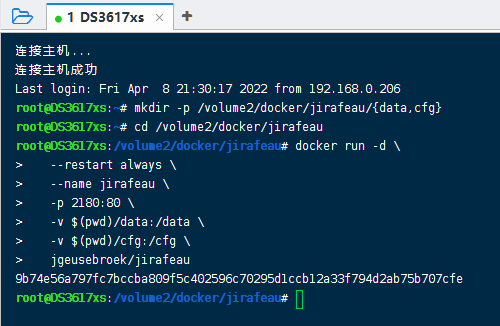 1 DS3617xs × +
连接主机...
连接主机成功
Last login: Fri Apr  8 21:30:17 2022 from 192.168.0.206
root@DS3617xs:~# mkdir -p /volume2/docker/jirafeau/{data,cfg}
root@DS3617xs:~# cd /volume2/docker/jirafeau
root@DS3617xs:/volume2/docker/jirafeau# docker run -d \
>    --restart always \
>    --name jirafeau \
>    -p 2180:80 \
>    -v $(pwd)/data:/data \
>    -v $(pwd)/cfg:/cfg \
>    jgeusebroek/jirafeau
9b74e56a797fc7bccba809f5c402596c70295d1ccb12a33f794d2ab75b707cfe
root@DS3617xs:/volume2/docker/jirafeau#